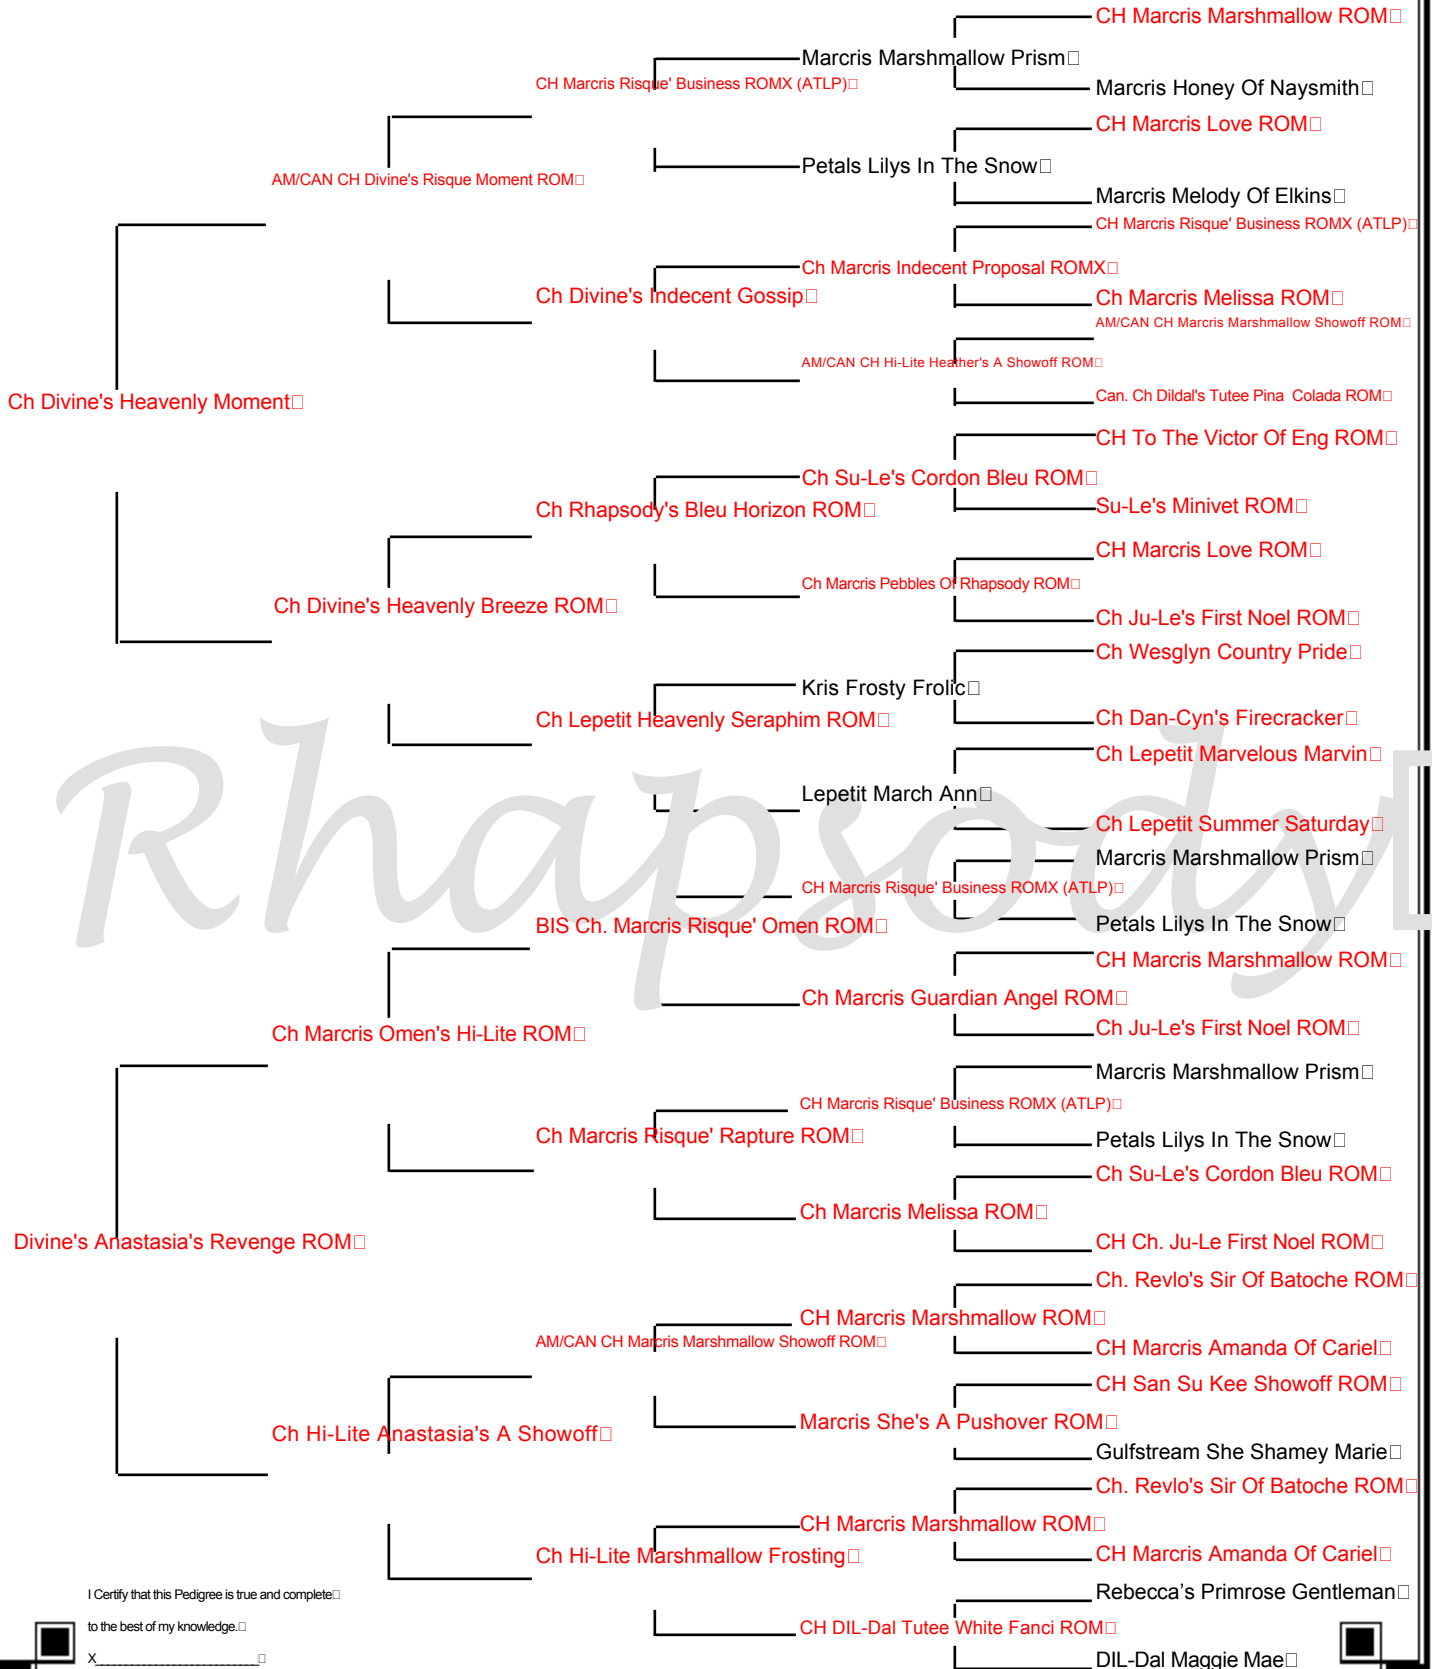 CH Marcris Marshmallow ROM
Marcris Marshmallow Prism
CH Marcris Risque' Business ROMX (ATLP)
Marcris Honey Of Naysmith
CH Marcris Love ROM
Petals Lilys In The Snow
AM/CAN CH Divine's Risque Moment ROM
Marcris Melody Of Elkins
CH Marcris Risque' Business ROMX (ATLP)
Ch Marcris Indecent Proposal ROMX
Ch Divine's Indecent Gossip
Ch Marcris Melissa ROM
AM/CAN CH Marcris Marshmallow Showoff ROM
AM/CAN CH Hi-Lite Heather's A Showoff ROM
Can. Ch Dildal's Tutee Pina Colada ROM
Ch Divine's Heavenly Moment
CH To The Victor Of Eng ROM
Ch Su-Le's Cordon Bleu ROM
Ch Rhapsody's Bleu Horizon ROM
Su-Le's Minivet ROM
CH Marcris Love ROM
Ch Marcris Pebbles Of Rhapsody ROM
Ch Divine's Heavenly Breeze ROM
Ch Ju-Le's First Noel ROM
Ch Wesglyn Country Pride
Kris Frosty Frolic
Ch Lepetit Heavenly Seraphim ROM
Ch Dan-Cyn's Firecracker
Ch Lepetit Marvelous Marvin
Lepetit March Ann
Ch Lepetit Summer Saturday
Rhapsody
Marcris Marshmallow Prism
CH Marcris Risque' Business ROMX (ATLP)
BIS Ch. Marcris Risque' Omen ROM
Petals Lilys In The Snow
CH Marcris Marshmallow ROM
Ch Marcris Guardian Angel ROM
Ch Marcris Omen's Hi-Lite ROM
Ch Ju-Le's First Noel ROM
Marcris Marshmallow Prism
CH Marcris Risque' Business ROMX (ATLP)
Ch Marcris Risque' Rapture ROM
Petals Lilys In The Snow
Ch Su-Le's Cordon Bleu ROM
Ch Marcris Melissa ROM
Divine's Anastasia's Revenge ROM
CH Ch. Ju-Le First Noel ROM
Ch. Revlo's Sir Of Batoche ROM
CH Marcris Marshmallow ROM
AM/CAN CH Marcris Marshmallow Showoff ROM
CH Marcris Amanda Of Cariel
CH San Su Kee Showoff ROM
Marcris She's A Pushover ROM
Ch Hi-Lite Anastasia's A Showoff
Gulfstream She Shamey Marie
Ch. Revlo's Sir Of Batoche ROM
CH Marcris Marshmallow ROM
Ch Hi-Lite Marshmallow Frosting
CH Marcris Amanda Of Cariel
Rebecca’s Primrose Gentleman
CH DIL-Dal Tutee White Fanci ROM
DIL-Dal Maggie Mae
I Certify that this Pedigree is true and complete
to the best of my knowledge.
X___________________________